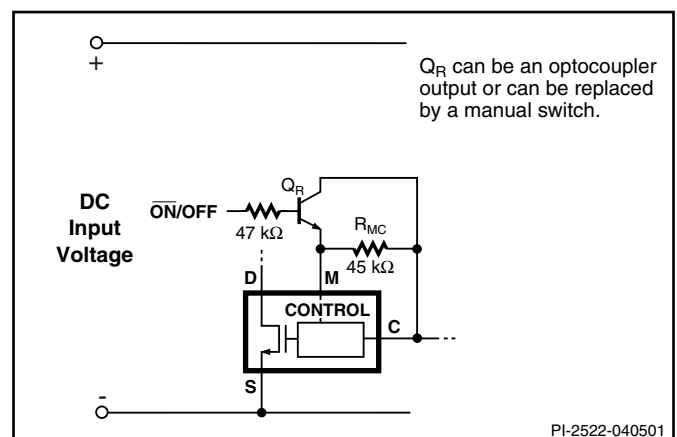 +
Q_R can be an optocoupler
output or can be replaced
by a manual switch.
DC
Input
Voltage
O̅N̅/OFF
47 kΩ
Q_R
R_MC
45 kΩ
D
M
CONTROL
C
S
-
PI-2522-040501